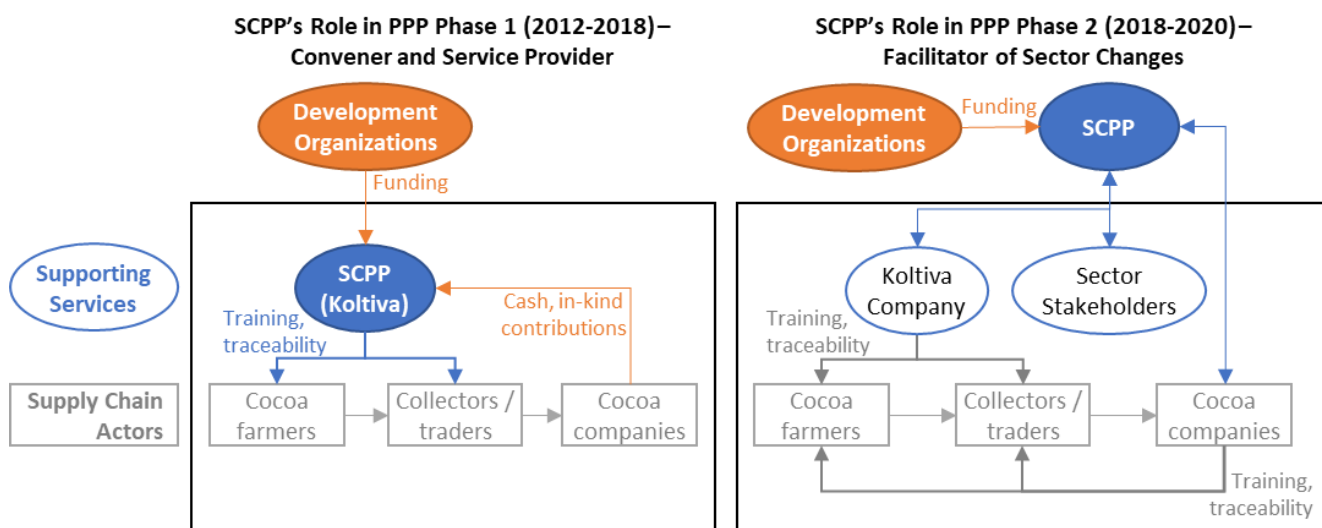 SCPP's Role in PPP Phase 1 (2012-2018) –
Convener and Service Provider
Development
Organizations
Funding
Supporting
Services
SCPP
(Koltiva)
Cash, in-kind
contributions
Training,
traceability
Supply Chain
Actors
Cocoa
farmers
Collectors /
traders
Cocoa
companies
SCPP's Role in PPP Phase 2 (2018-2020) –
Facilitator of Sector Changes
Development
Organizations
Funding
SCPP
Koltiva
Company
Sector
Stakeholders
Training,
traceability
Cocoa
farmers
Collectors /
traders
Cocoa
companies
Training,
traceability